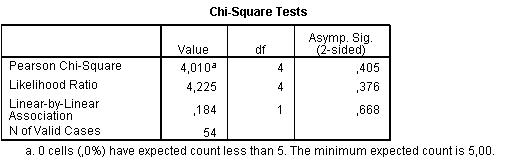 Chi-Square Tests
Value df Asymp. Sig. (2-sided)
Pearson Chi-Square 4,010a 4 ,405
Likelihood Ratio 4,225 4 ,376
Linear-by-Linear Association ,184 1 ,668
N of Valid Cases 54
a. 0 cells (,0%) have expected count less than 5. The minimum expected count is 5,00.